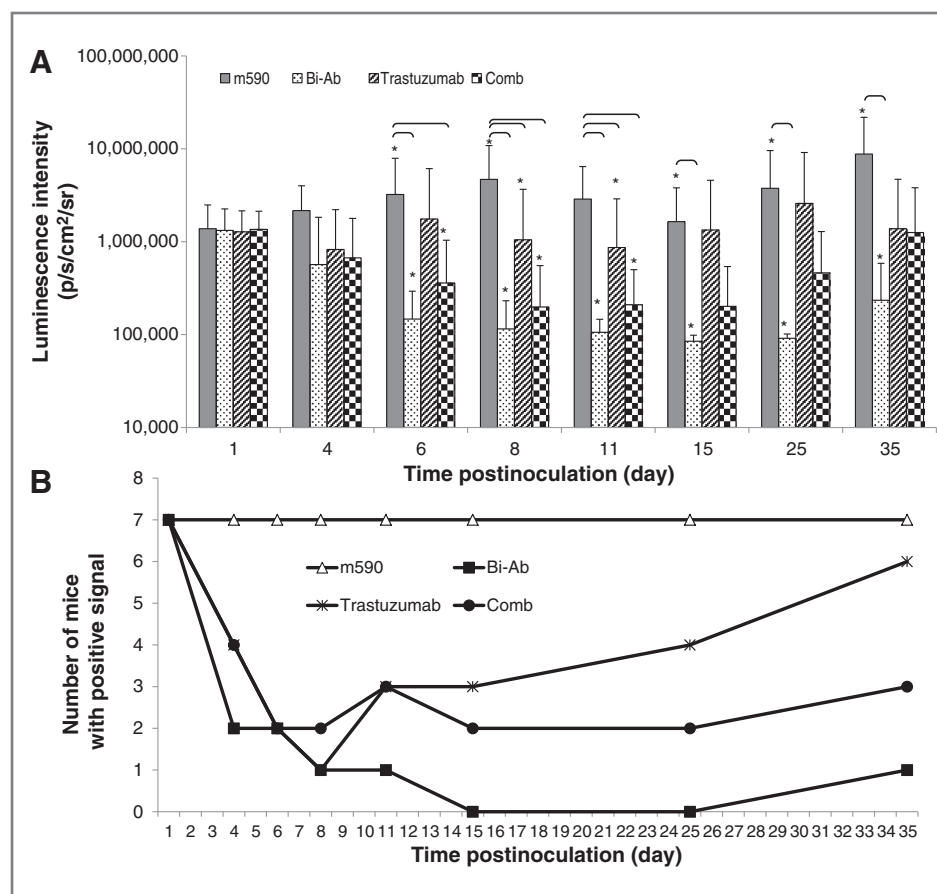 A
100,000,000
10,000,000
1,000,000
100,000
10,000
Luminescence intensity
(p/s/cm²/sr)
m590 Bi-Ab Trastuzumab Comb
* * * * * * * * * * * * * * * *
1 4 6 8 11 15 25 35
Time postinoculation (day)
B
8
7
6
5
4
3
2
1
0
Number of mice
with positive signal
m590 Bi-Ab
Trastuzumab Comb
1 2 3 4 5 6 7 8 9 10 11 12 13 14 15 16 17 18 19 20 21 22 23 24 25 26 27 28 29 30 31 32 33 34 35
Time postinoculation (day)